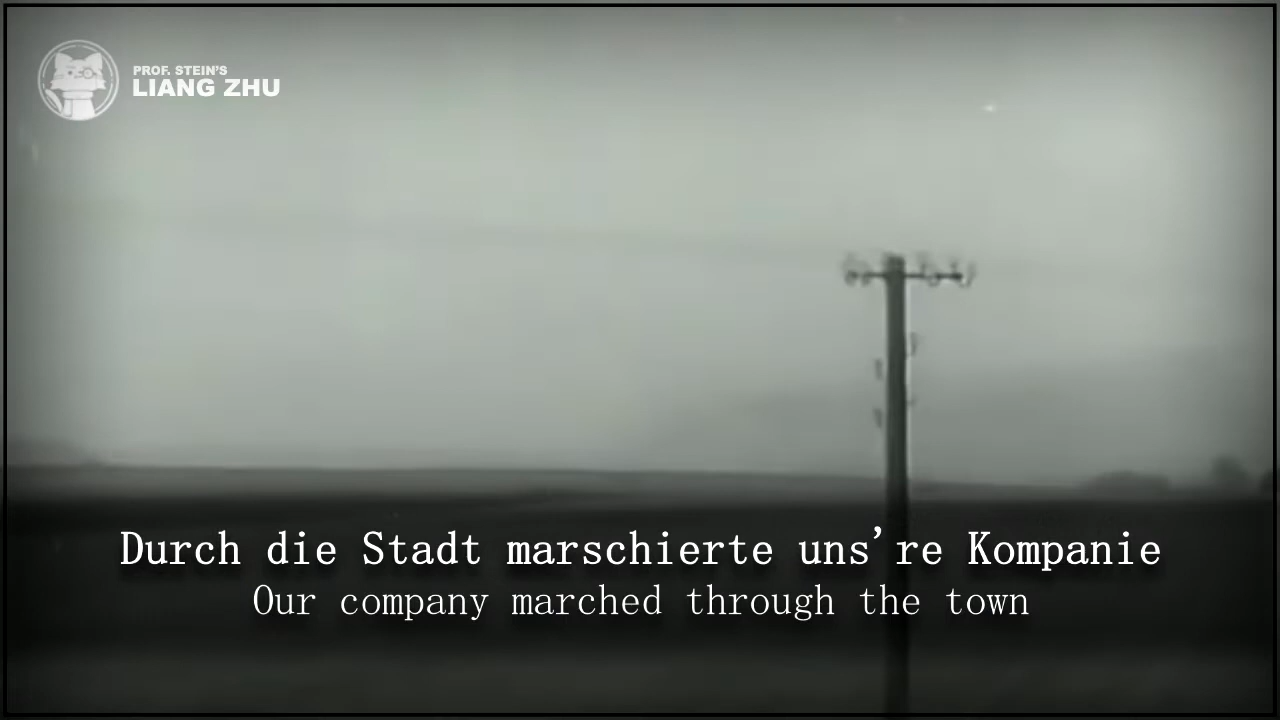 PROF. STEIN'S
LIANG ZHU
Durch die Stadt marschierte uns're Kompanie
Our company marched through the town